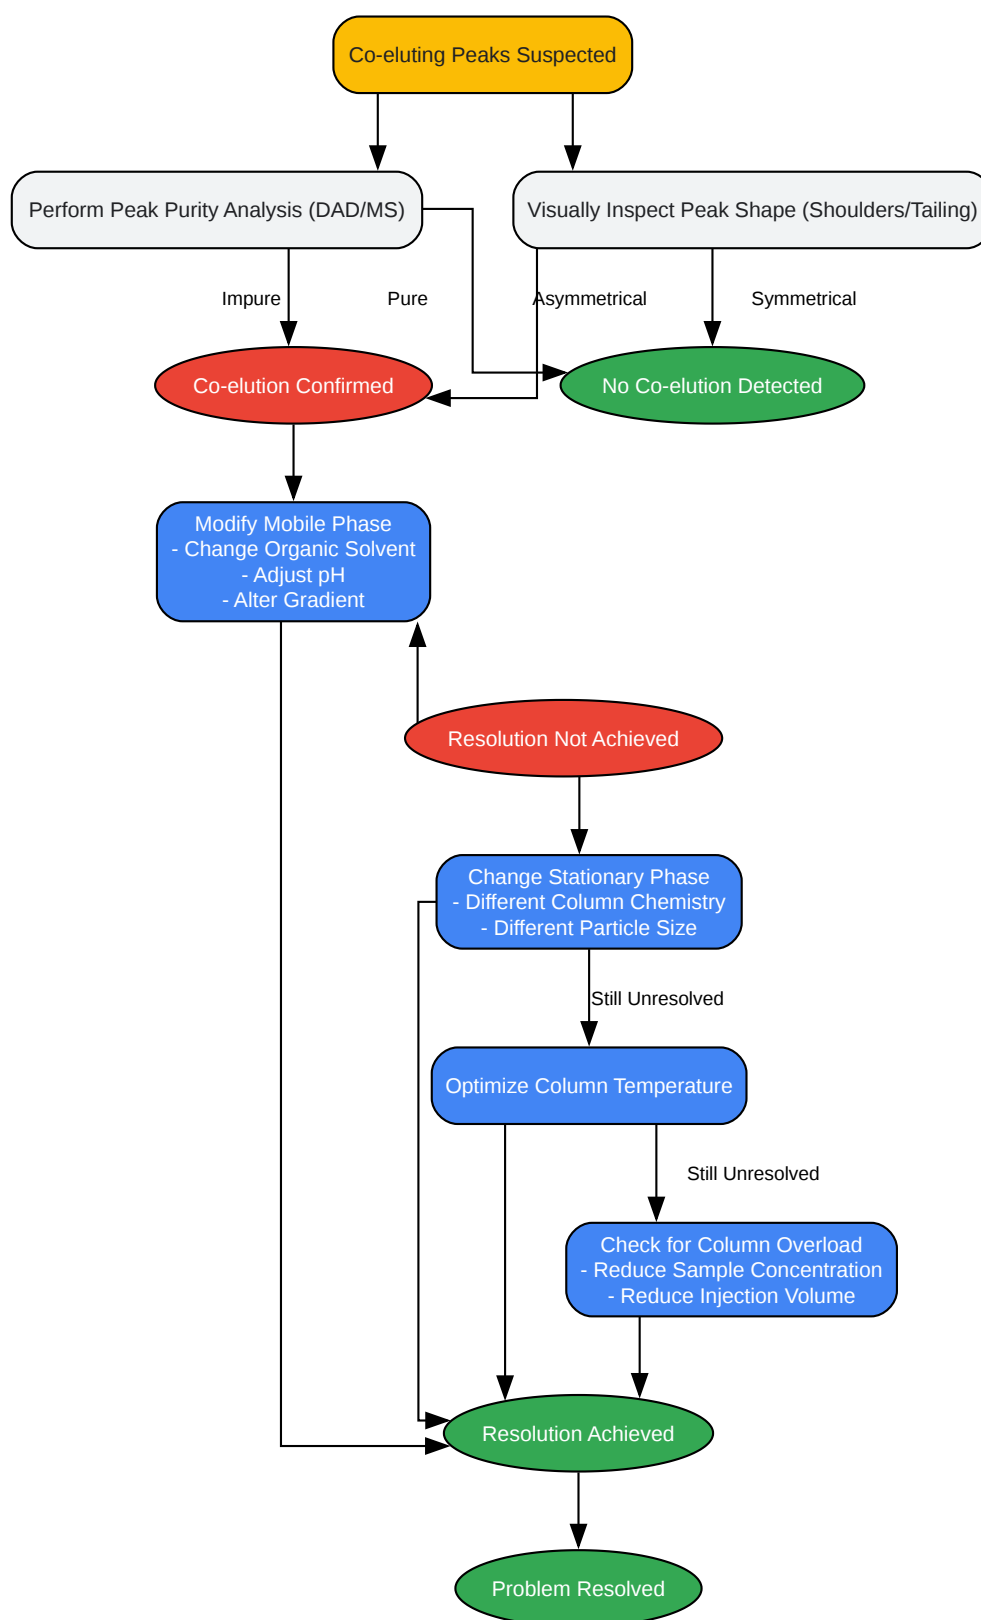 Co-eluting Peaks Suspected
Perform Peak Purity Analysis (DAD/MS)
Visually Inspect Peak Shape (Shoulders/Tailing)
Impure
Pure
Asymmetrical
Symmetrical
Co-elution Confirmed
No Co-elution Detected
Modify Mobile Phase
- Change Organic Solvent
- Adjust pH
- Alter Gradient
Resolution Not Achieved
Change Stationary Phase
- Different Column Chemistry
- Different Particle Size
Still Unresolved
Optimize Column Temperature
Still Unresolved
Check for Column Overload
- Reduce Sample Concentration
- Reduce Injection Volume
Resolution Achieved
Problem Resolved